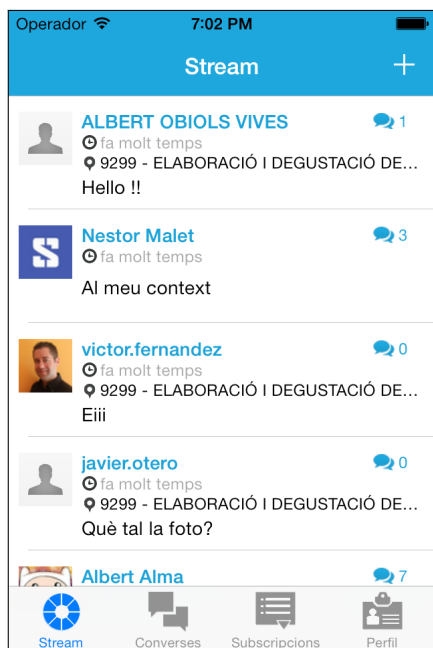 Operador 7:02 PM
Stream +
ALBERT OBIOLS VIVES 1
fa molt temps
9299 - ELABORACIÓ I DEGUSTACIÓ DE...
Hello !!
Nestor Malet 3
fa molt temps
Al meu context
victor.fernandez 0
fa molt temps
9299 - ELABORACIÓ I DEGUSTACIÓ DE...
Eiii
javier.otero 0
fa molt temps
9299 - ELABORACIÓ I DEGUSTACIÓ DE...
Què tal la foto?
Albert Alma 7
Stream Converses Subscripcions Perfil